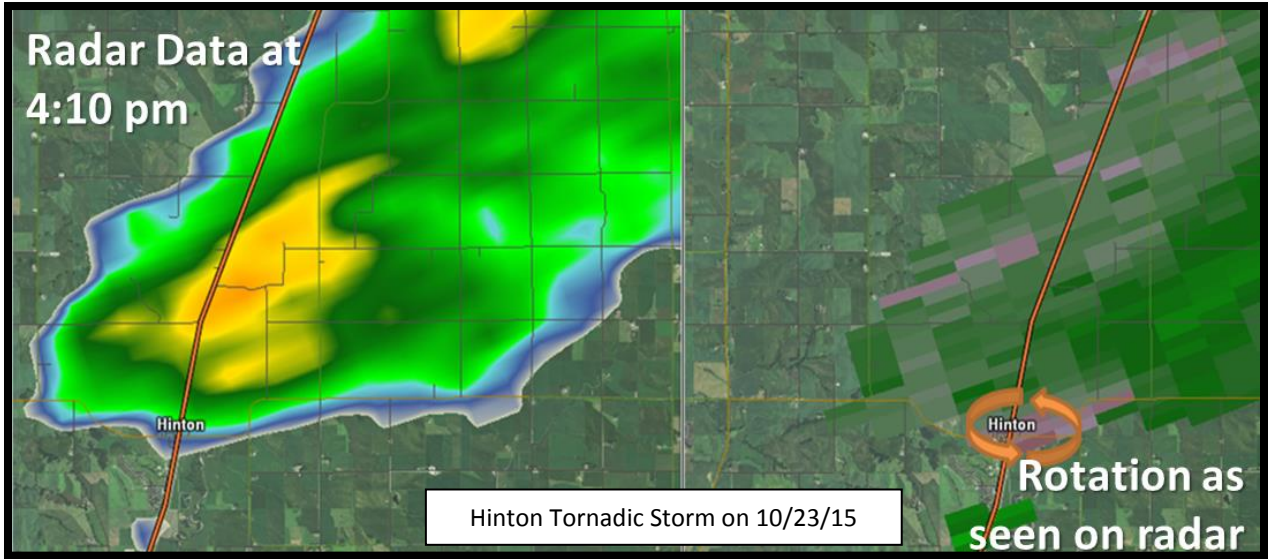 Radar Data at
4:10 pm
Hinton
Hinton
Rotation as
seen on radar
Hinton Tornadic Storm on 10/23/15